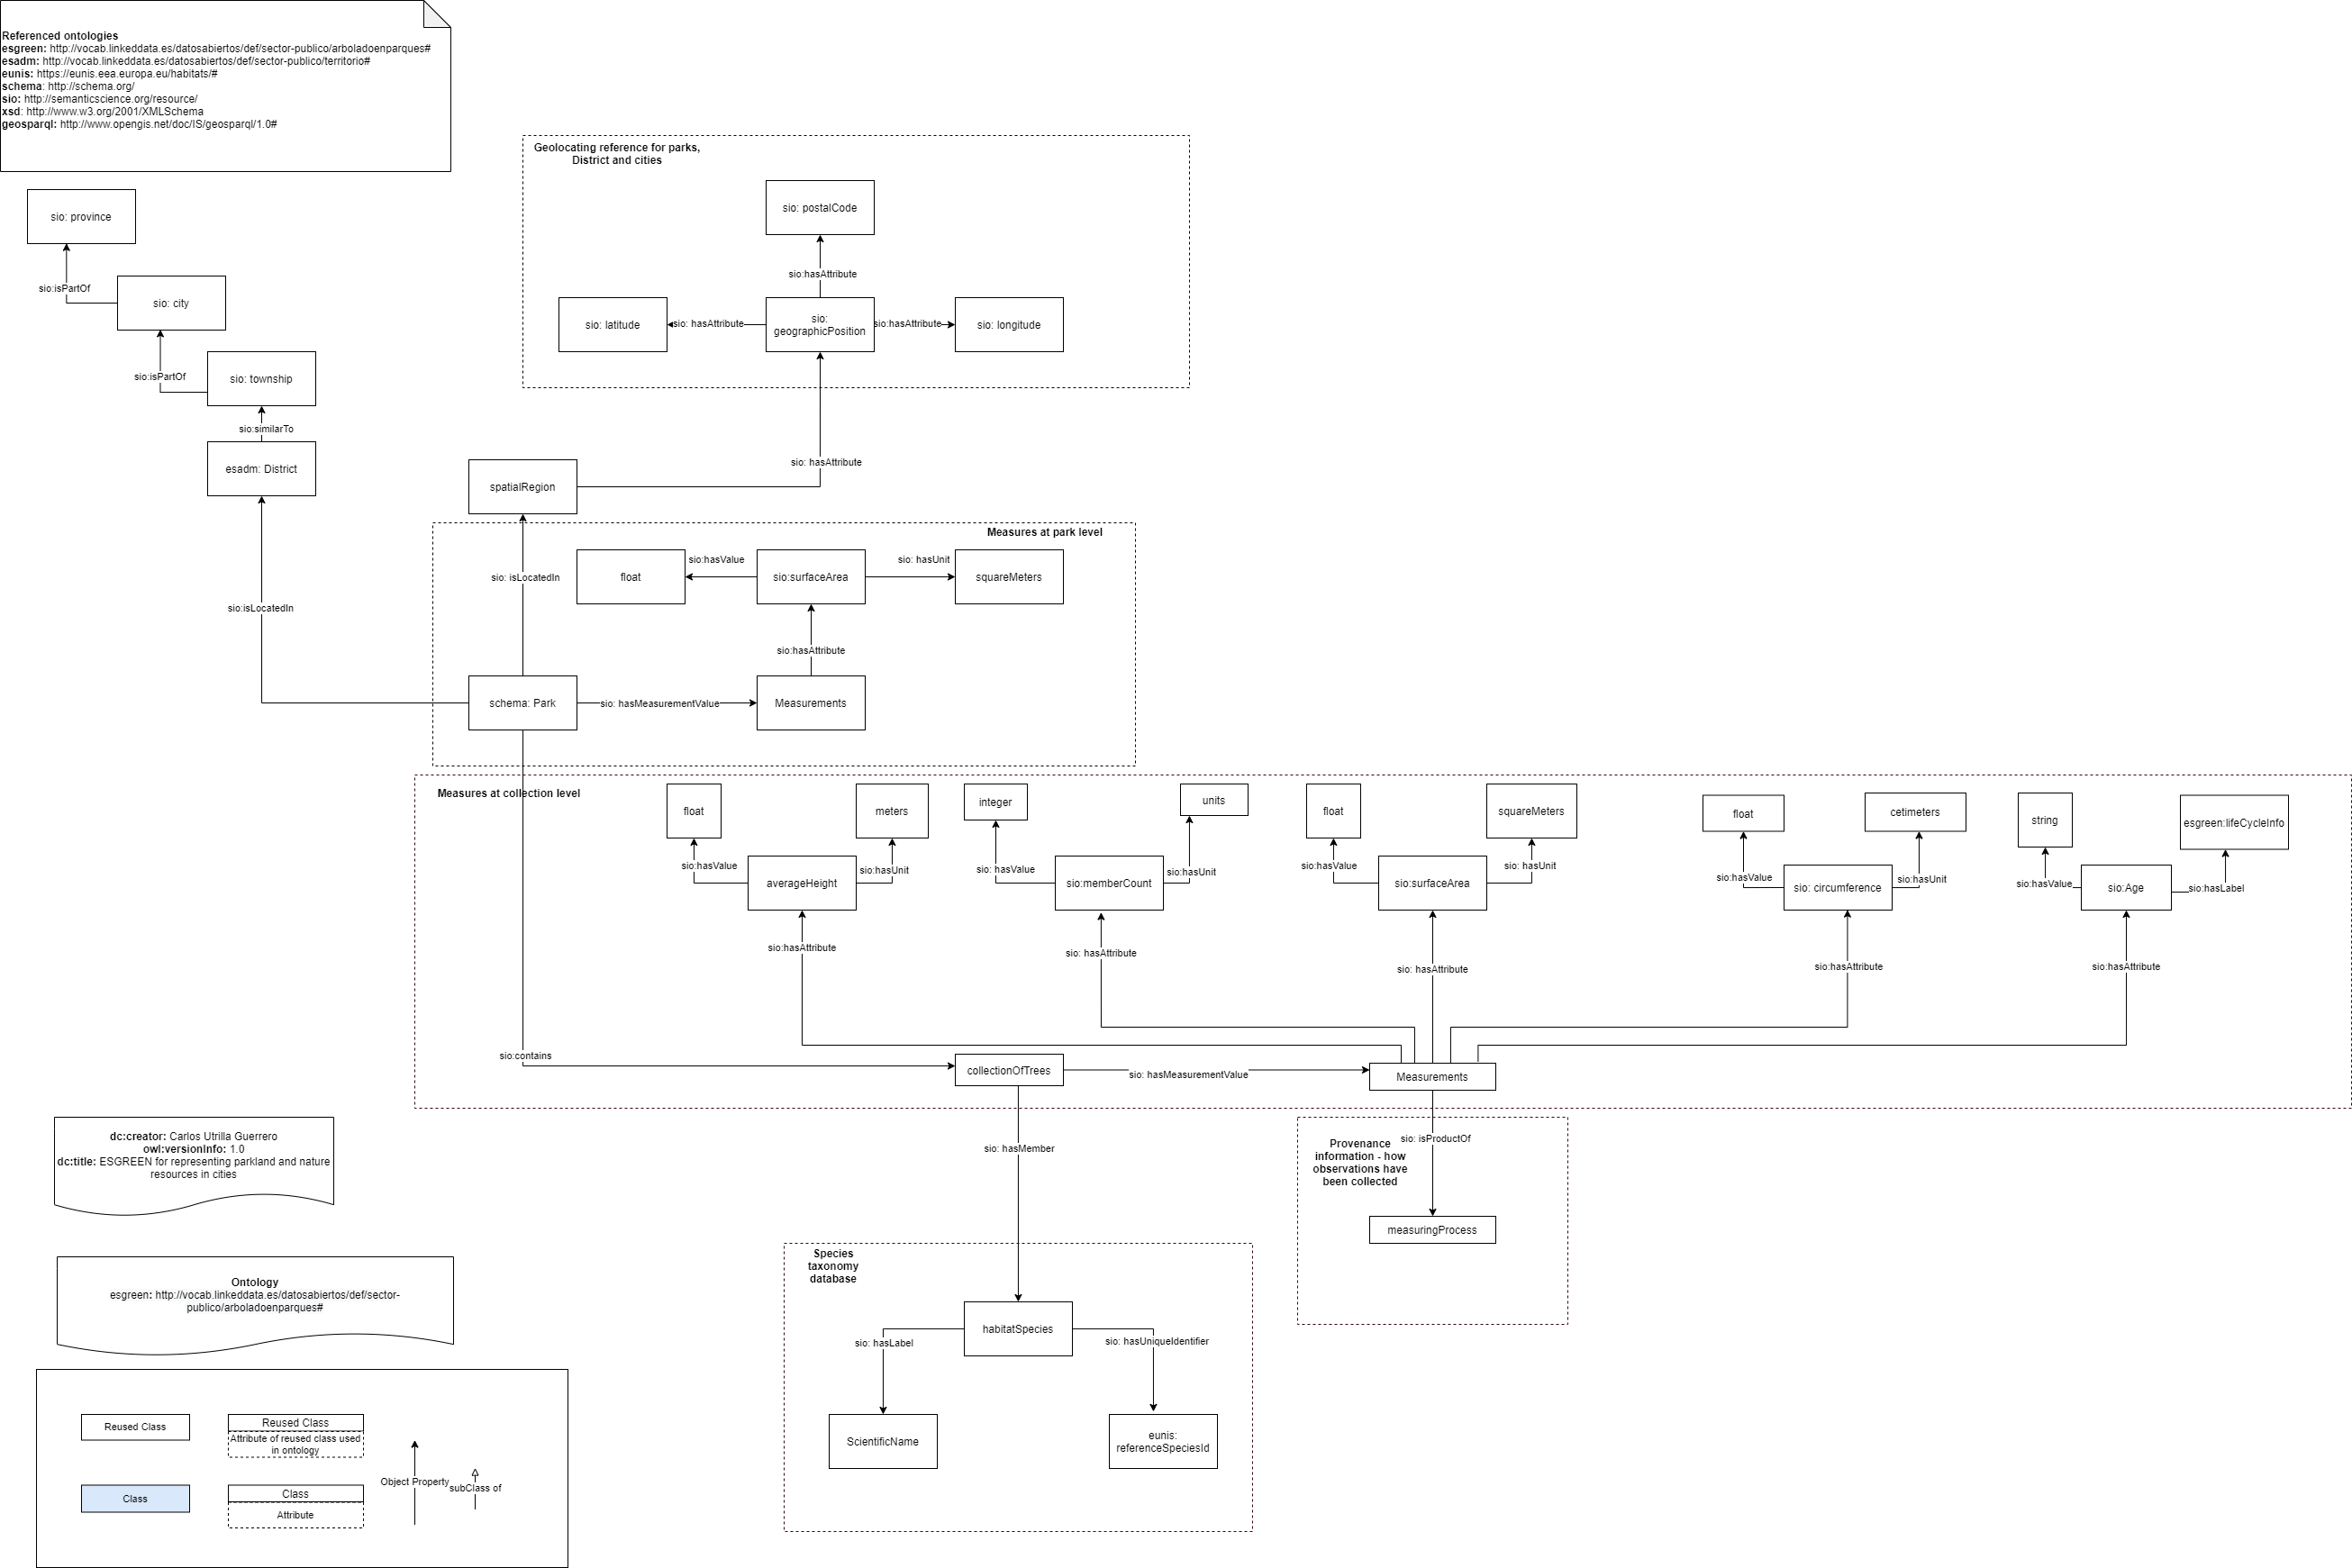 Referenced ontologies
esgreen: http://vocab.linkeddata.es/datosabiertos/def/sector-publico/arboladoenparques#
esadm: http://vocab.linkeddata.es/datosabiertos/def/sector-publico/territorio#
eunis: https://eunis.eea.europa.eu/habitats/#
schema: http://schema.org/
sio: http://semanticscience.org/resource/
xsd: http://www.w3.org/2001/XMLSchema
geosparql: http://www.opengis.net/doc/IS/geosparql/1.0#
sio: province
sio:isPartOf
sio: city
sio:isPartOf
sio: township
sio:similarTo
esadm: District
sio:isLocatedIn
Geolocating reference for parks,
District and cities
sio: postalCode
sio:hasAttribute
sio: latitude
sio: hasAttribute
sio:
geographicPosition
sio:hasAttribute
sio: longitude
sio: hasAttribute
spatialRegion
Measures at park level
sio: isLocatedIn
float
sio:hasValue
sio:surfaceArea
sio: hasUnit
squareMeters
sio:hasAttribute
schema: Park
sio: hasMeasurementValue
Measurements
Measures at collection level
float
meters
sio:hasValue
averageHeight
sio:hasUnit
sio:hasAttribute
integer
units
sio: hasValue
sio:memberCount
sio:hasUnit
sio: hasAttribute
float
squareMeters
sio:hasValue
sio:surfaceArea
sio: hasUnit
sio: hasAttribute
float
cetimeters
sio:hasValue
sio: circumference
sio:hasUnit
sio:hasAttribute
string
esgreen:lifeCycleInfo
sio:hasValue
sio:Age
sio:hasLabel
sio:hasAttribute
sio:contains
collectionOfTrees
sio: hasMeasurementValue
Measurements
sio: hasMember
Provenance
information - how
observations have
been collected
sio: isProductOf
measuringProcess
Species
taxonomy
database
habitatSpecies
sio: hasLabel
sio: hasUniqueIdentifier
ScientificName
eunis:
referenceSpeciesId
dc:creator: Carlos Utrilla Guerrero
owl:versionInfo: 1.0
dc:title: ESGREEN for representing parkland and nature
resources in cities
Ontology
esgreen: http://vocab.linkeddata.es/datosabiertos/def/sector-
publico/arboladoenparques#
Reused Class
Reused Class
Attribute of reused class used
in ontology
Class
Class
Attribute
Object Property
subClass of